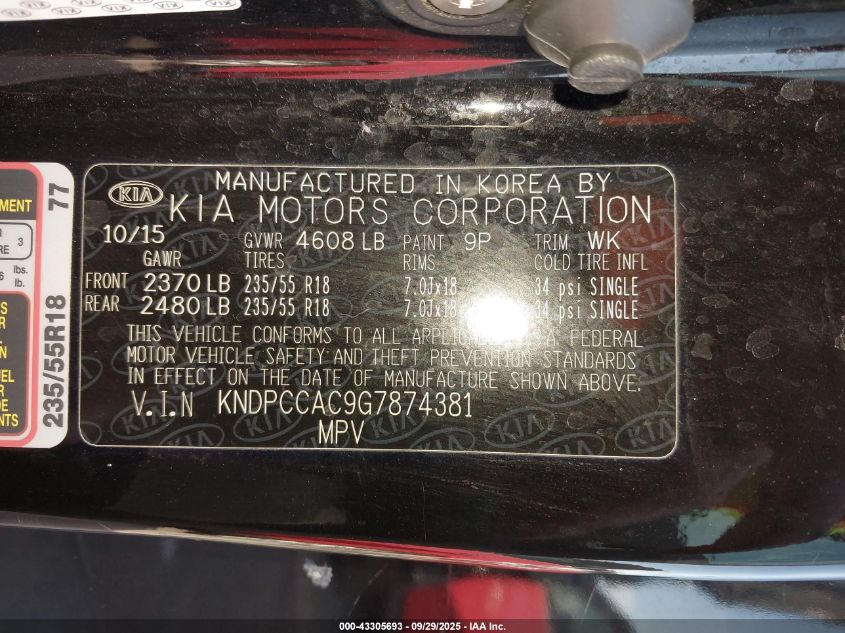 MANUFACTURED IN KOREA BY
KIA KIA MOTORS CORPORATION
10/15 GVWR 4608 LB PAINT 9P TRIM WK
GAWR TIRES RIMS COLD TIRE INFL
FRONT 2370 LB 235/55 R18 7.0Jx18 34 psi SINGLE
REAR 2480 LB 235/55 R18 7.0Jx18 34 psi SINGLE
THIS VEHICLE CONFORMS TO ALL A FEDERAL
MOTOR VEHICLE SAFETY AND THEFT PREVENTION STANDARDS
IN EFFECT ON THE DATE OF MANUFACTURE SHOWN ABOVE.
V.I.N KNDPCCAC9G7874381
MPV
235/55R18 77
3
lbs.
lb.
000-43305693 - 09/29/2025 - IAA Inc.